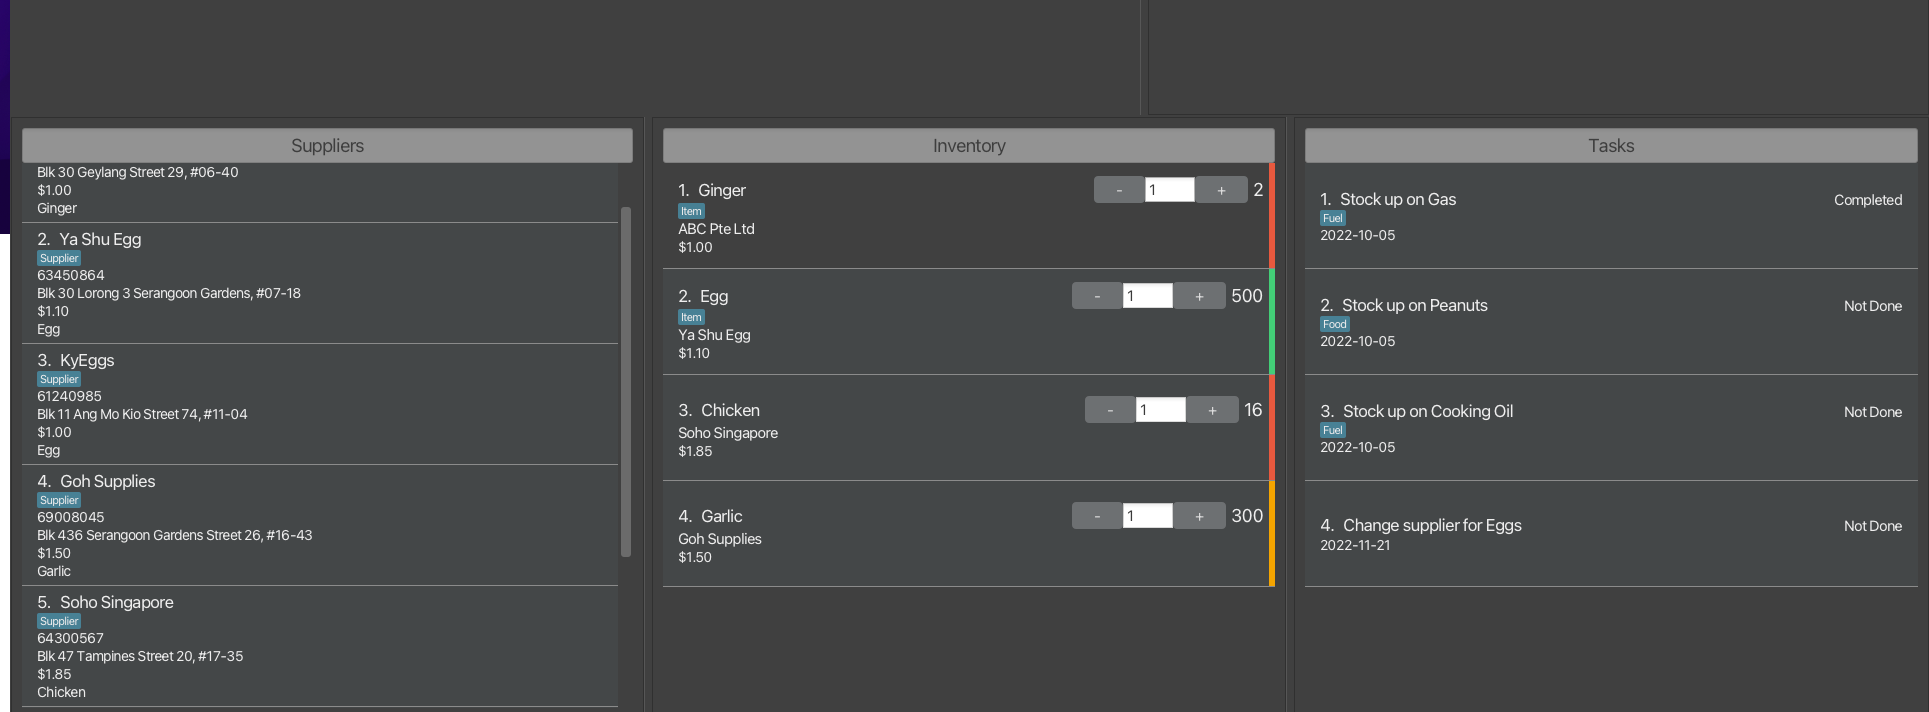 Suppliers
Blk 30 Geylang Street 29, #06-40
$1.00
Ginger
2. Ya Shu Egg
Supplier
63450864
Blk 30 Lorong 3 Serangoon Gardens, #07-18
$1.10
Egg
3. KyEggs
Supplier
61240985
Blk 11 Ang Mo Kio Street 74, #11-04
$1.00
Egg
4. Goh Supplies
Supplier
69008045
Blk 436 Serangoon Gardens Street 26, #16-43
$1.50
Garlic
5. Soho Singapore
Supplier
64300567
Blk 47 Tampines Street 20, #17-35
$1.85
Chicken
Inventory
1. Ginger - 1 + 2
Item
ABC Pte Ltd
$1.00
2. Egg - 1 + 500
Item
Ya Shu Egg
$1.10
3. Chicken - 1 + 16
Soho Singapore
$1.85
4. Garlic - 1 + 300
Goh Supplies
$1.50
Tasks
1. Stock up on Gas Completed
Fuel
2022-10-05
2. Stock up on Peanuts Not Done
Food
2022-10-05
3. Stock up on Cooking Oil Not Done
Fuel
2022-10-05
4. Change supplier for Eggs Not Done
2022-11-21